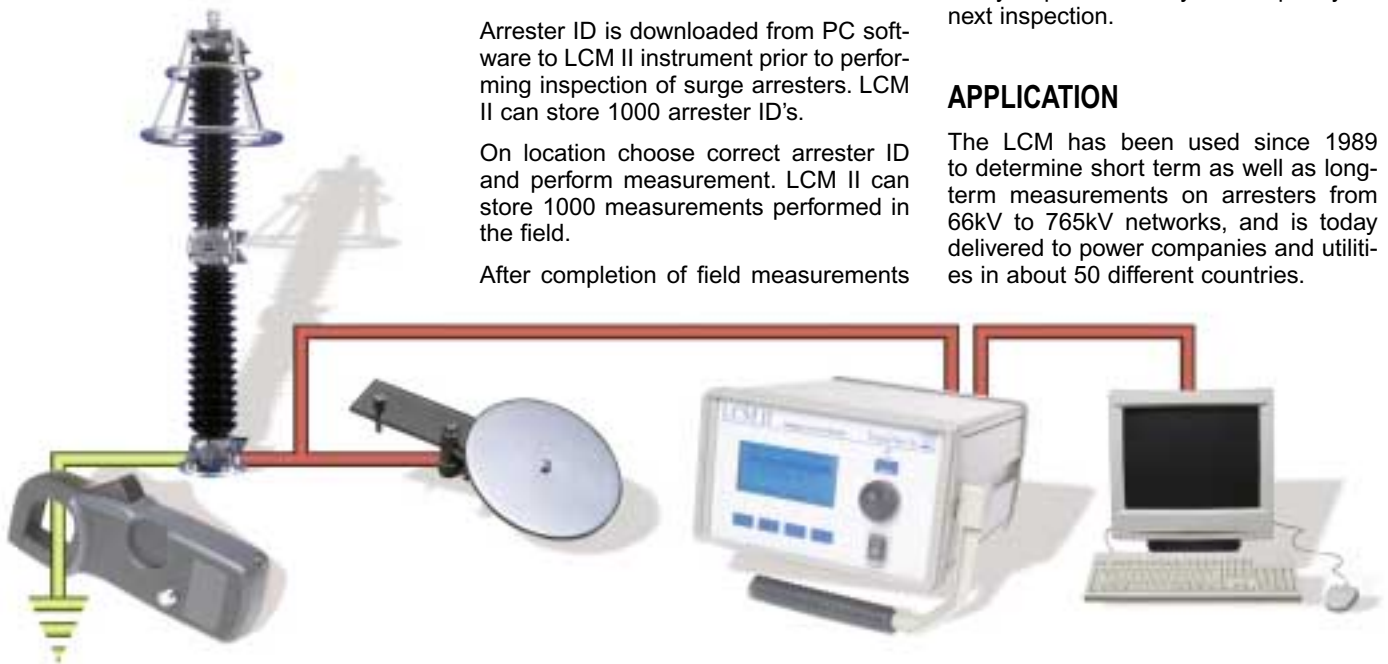 Arrester ID is downloaded from PC soft-
ware to LCM II instrument prior to perfor-
ming inspection of surge arresters. LCM
II can store 1000 arrester ID's.
On location choose correct arrester ID
and perform measurement. LCM II can
store 1000 measurements performed in
the field.
After completion of field measurements
next inspection.
APPLICATION
The LCM has been used since 1989
to determine short term as well as long-
term measurements on arresters from
66kV to 765kV networks, and is today
delivered to power companies and utiliti-
es in about 50 different countries.
LCM II